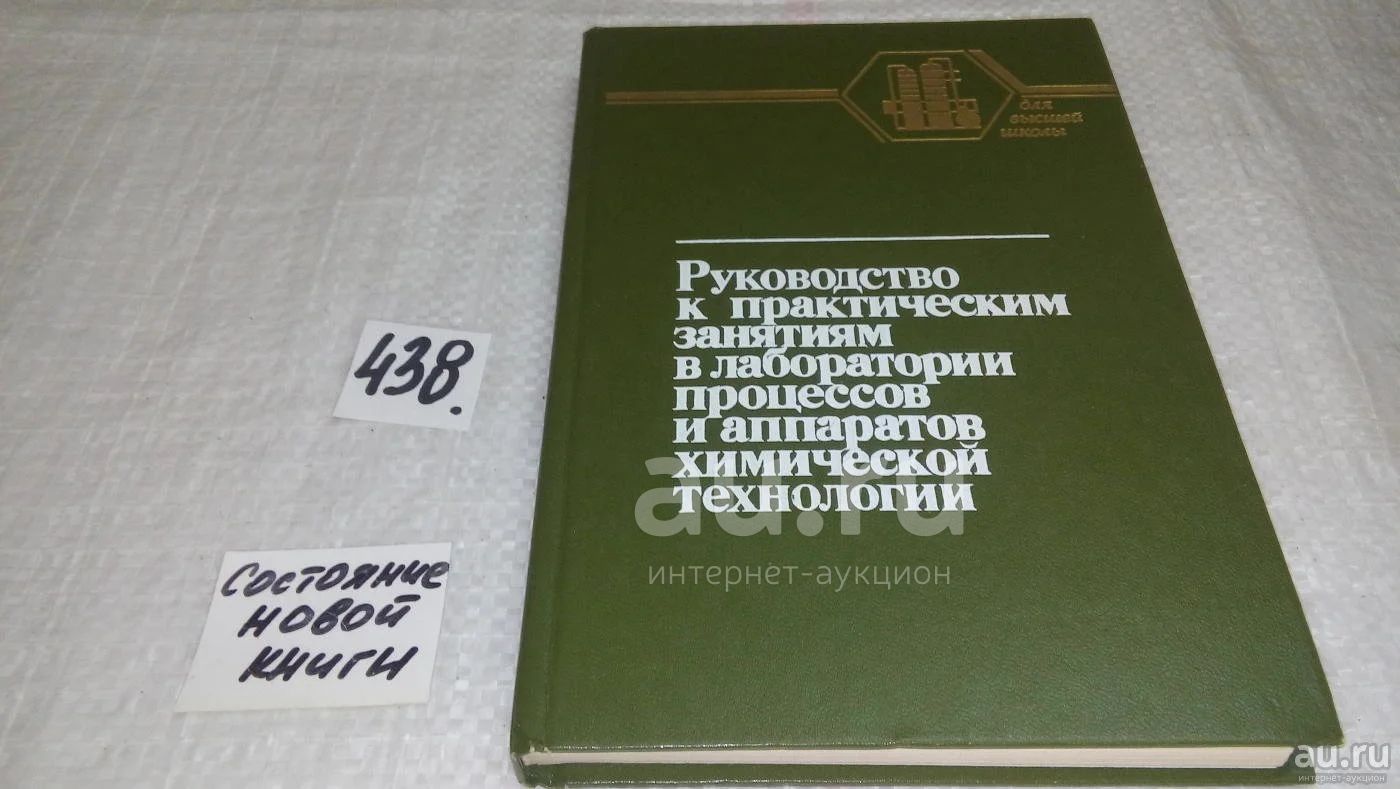 для
высшей
школы
Руководство
к практическим
занятиям
в лаборатории
процессов
и аппаратов
химической
технологии
438.
Состояние
новой
книги
au.ru
интернет-аукцион
au.ru
интернет-аукцион